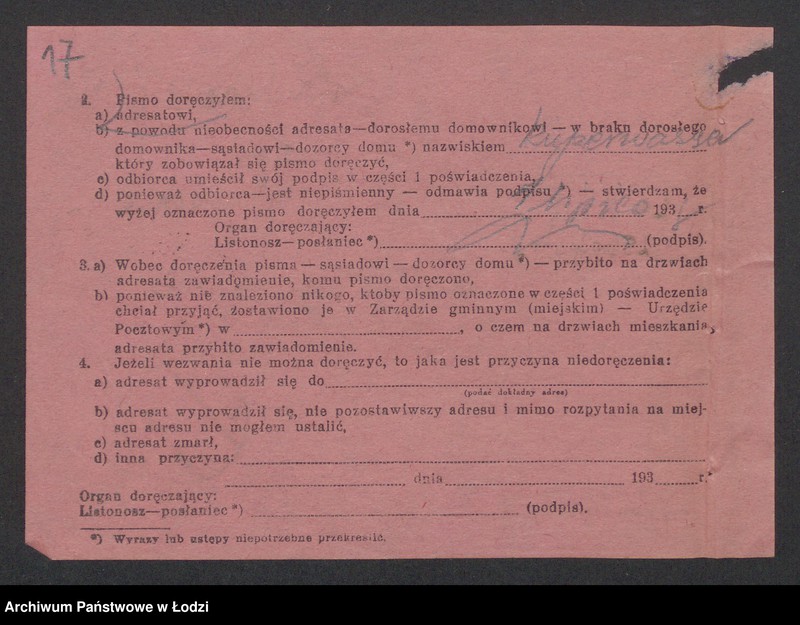 17
2. Pismo doręczyłem:
a) adresatowi,
b) z powodu nieobecności adresata—dorosłemu domownikowi — w braku dorosłego
domownika—sąsiadowi—dozorcy domu *) nazwiskiem
który zobowiązał się pismo doręczyć,
c) odbiorca umieścił swój podpis w części 1 poświadczenia,
d) ponieważ odbiorca—jest niepiśmienny — odmawia podpisu *) — stwierdzam, że
wyżej oznaczone pismo doręczyłem dnia 193 r.
Organ doręczający:
Listonosz—posłaniec *) (podpis).
3. a) Wobec doręczenia pisma — sąsiadowi — dozorcy domu *) — przybito na drzwiach
adresata zawiadomienie, komu pismo doręczono,
b) ponieważ nie znaleziono nikogo, ktoby pismo oznaczone w części 1 poświadczenia
chciał przyjąć, zostawiono je w Zarządzie gminnym (miejskim) — Urzędzie
Pocztowym *) w , o czem na drzwiach mieszkania
adresata przybito zawiadomienie.
4. Jeżeli wezwania nie można doręczyć, to jaka jest przyczyna niedoręczenia:
a) adresat wyprowadził się do
(podać dokładny adres)
b) adresat wyprowadził się, nie pozostawiwszy adresu i mimo rozpytania na miej-
scu adresu nie mogłem ustalić,
c) adresat zmarł,
d) inna przyczyna:
dnia 193 r.
Organ doręczający:
Listonosz—posłaniec *) (podpis).
*) Wyrazy lub ustępy niepotrzebne przekreślić.
Archiwum Państwowe w Łodzi